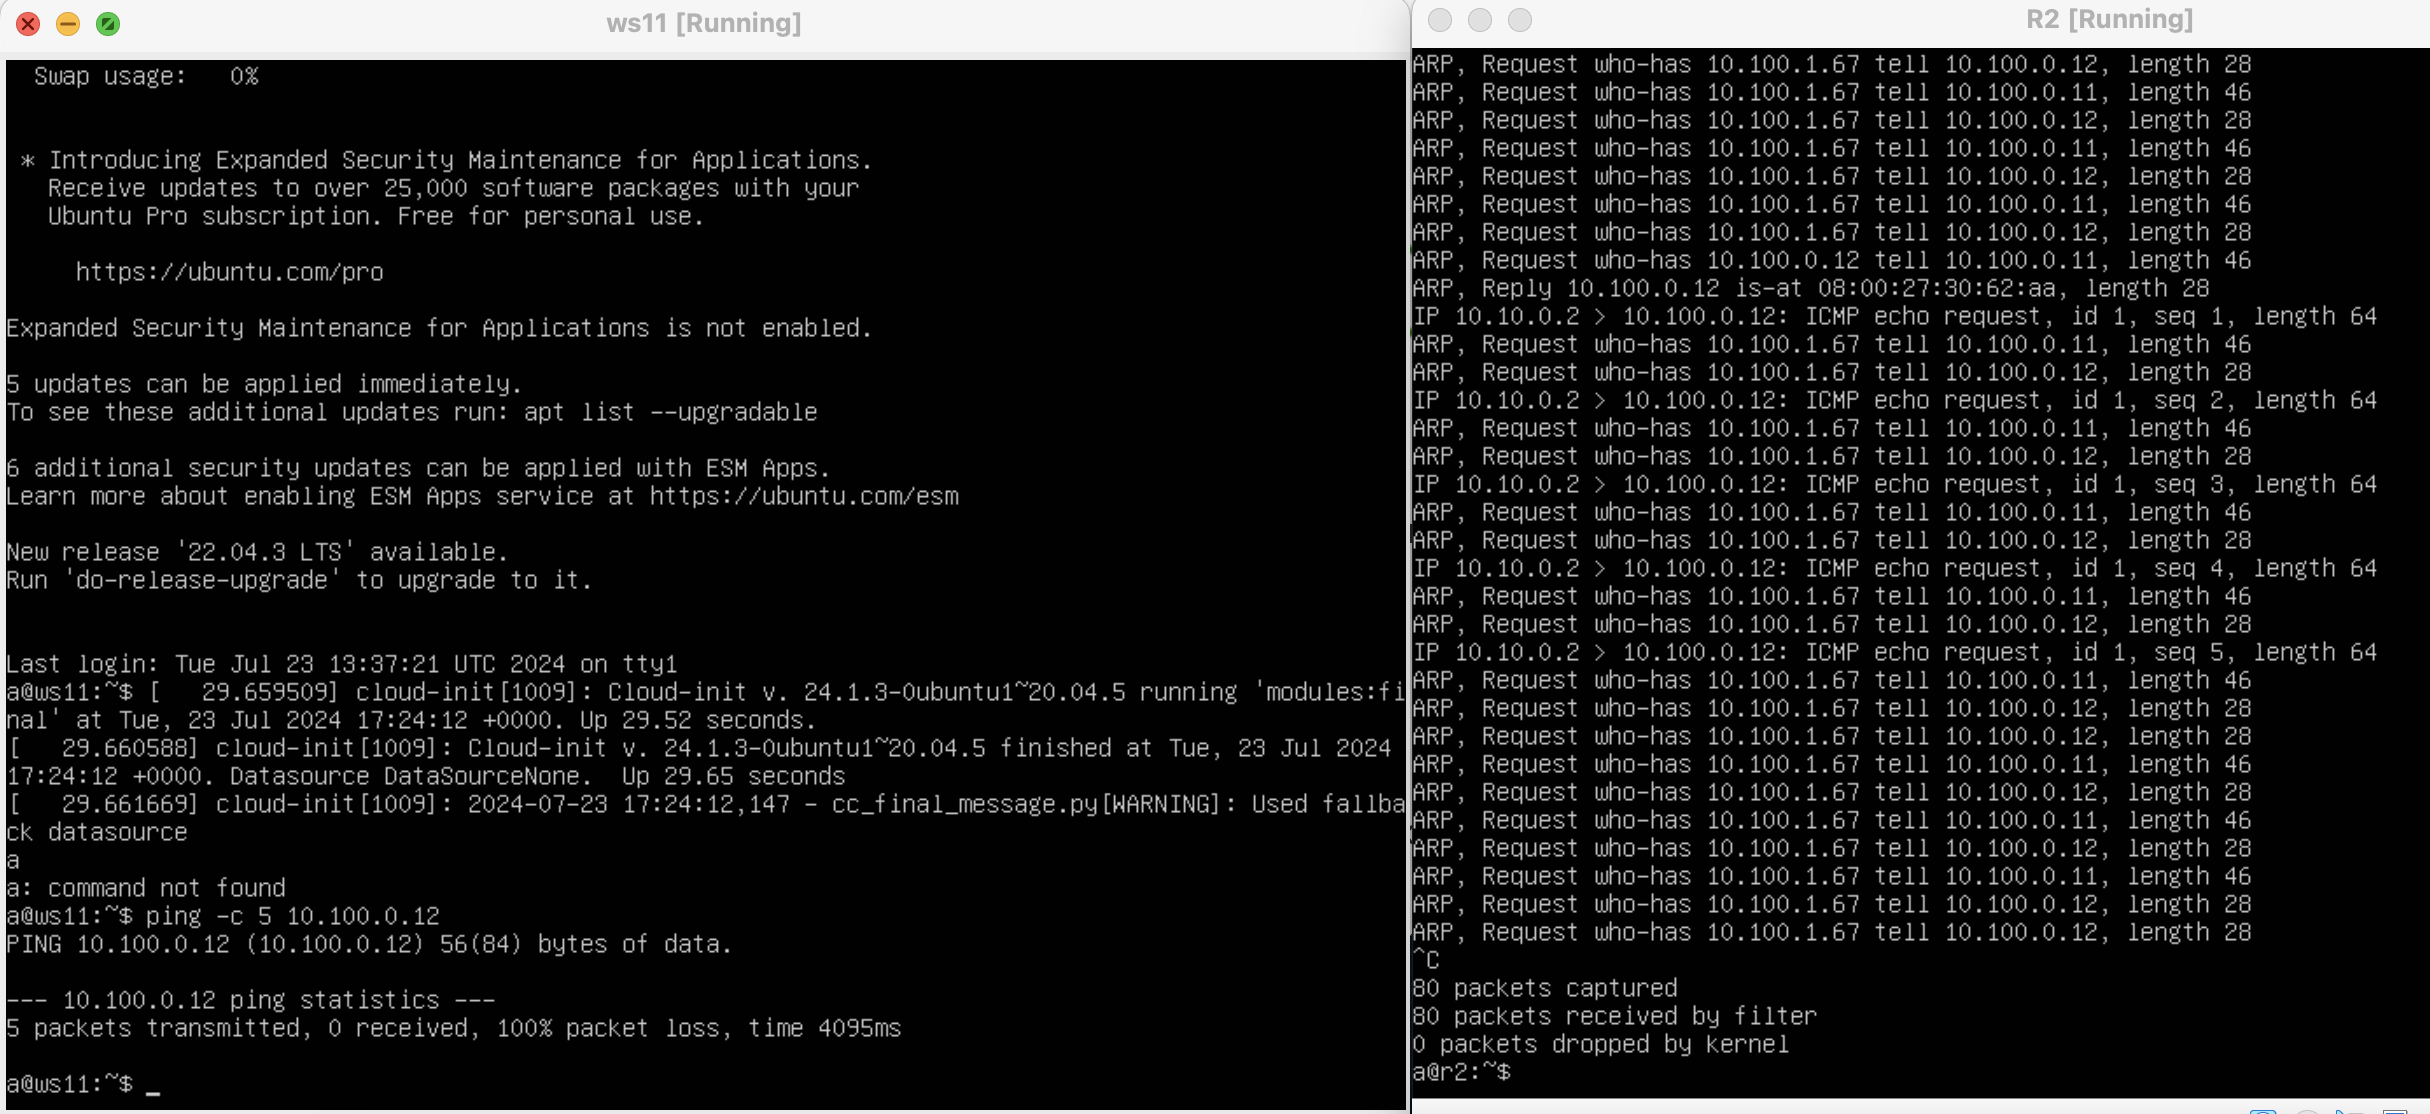 ws11 [Running]
Swap usage:   0%
* Introducing Expanded Security Maintenance for Applications.
Receive updates to over 25,000 software packages with your
Ubuntu Pro subscription. Free for personal use.
https://ubuntu.com/pro
Expanded Security Maintenance for Applications is not enabled.
5 updates can be applied immediately.
To see these additional updates run: apt list --upgradable
6 additional security updates can be applied with ESM Apps.
Learn more about enabling ESM Apps service at https://ubuntu.com/esm
New release '22.04.3 LTS' available.
Run 'do-release-upgrade' to upgrade to it.
Last login: Tue Jul 23 13:37:21 UTC 2024 on tty1
a@ws11:~$ [   29.659509] cloud-init[1009]: Cloud-init v. 24.1.3-0ubuntu1~20.04.5 running 'modules:fi
nal' at Tue, 23 Jul 2024 17:24:12 +0000. Up 29.52 seconds.
[   29.660588] cloud-init[1009]: Cloud-init v. 24.1.3-0ubuntu1~20.04.5 finished at Tue, 23 Jul 2024
17:24:12 +0000. Datasource DataSourceNone.  Up 29.65 seconds
[   29.661669] cloud-init[1009]: 2024-07-23 17:24:12,147 - cc_final_message.py[WARNING]: Used fallba
ck datasource
a
a: command not found
a@ws11:~$ ping -c 5 10.100.0.12
PING 10.100.0.12 (10.100.0.12) 56(84) bytes of data.
--- 10.100.0.12 ping statistics ---
5 packets transmitted, 0 received, 100% packet loss, time 4095ms
a@ws11:~$ _
R2 [Running]
ARP, Request who-has 10.100.1.67 tell 10.100.0.12, length 28
ARP, Request who-has 10.100.1.67 tell 10.100.0.11, length 46
ARP, Request who-has 10.100.1.67 tell 10.100.0.12, length 28
ARP, Request who-has 10.100.1.67 tell 10.100.0.11, length 46
ARP, Request who-has 10.100.1.67 tell 10.100.0.12, length 28
ARP, Request who-has 10.100.1.67 tell 10.100.0.11, length 46
ARP, Request who-has 10.100.1.67 tell 10.100.0.12, length 28
ARP, Request who-has 10.100.0.12 tell 10.100.0.11, length 46
ARP, Reply 10.100.0.12 is-at 08:00:27:30:62:aa, length 28
IP 10.10.0.2 > 10.100.0.12: ICMP echo request, id 1, seq 1, length 64
ARP, Request who-has 10.100.1.67 tell 10.100.0.11, length 46
ARP, Request who-has 10.100.1.67 tell 10.100.0.12, length 28
IP 10.10.0.2 > 10.100.0.12: ICMP echo request, id 1, seq 2, length 64
ARP, Request who-has 10.100.1.67 tell 10.100.0.11, length 46
ARP, Request who-has 10.100.1.67 tell 10.100.0.12, length 28
IP 10.10.0.2 > 10.100.0.12: ICMP echo request, id 1, seq 3, length 64
ARP, Request who-has 10.100.1.67 tell 10.100.0.11, length 46
ARP, Request who-has 10.100.1.67 tell 10.100.0.12, length 28
IP 10.10.0.2 > 10.100.0.12: ICMP echo request, id 1, seq 4, length 64
ARP, Request who-has 10.100.1.67 tell 10.100.0.11, length 46
ARP, Request who-has 10.100.1.67 tell 10.100.0.12, length 28
IP 10.10.0.2 > 10.100.0.12: ICMP echo request, id 1, seq 5, length 64
ARP, Request who-has 10.100.1.67 tell 10.100.0.11, length 46
ARP, Request who-has 10.100.1.67 tell 10.100.0.12, length 28
ARP, Request who-has 10.100.1.67 tell 10.100.0.12, length 28
ARP, Request who-has 10.100.1.67 tell 10.100.0.11, length 46
ARP, Request who-has 10.100.1.67 tell 10.100.0.12, length 28
ARP, Request who-has 10.100.1.67 tell 10.100.0.11, length 46
ARP, Request who-has 10.100.1.67 tell 10.100.0.12, length 28
ARP, Request who-has 10.100.1.67 tell 10.100.0.11, length 46
ARP, Request who-has 10.100.1.67 tell 10.100.0.12, length 28
ARP, Request who-has 10.100.1.67 tell 10.100.0.12, length 28
^C
80 packets captured
80 packets received by filter
0 packets dropped by kernel
a@r2:~$